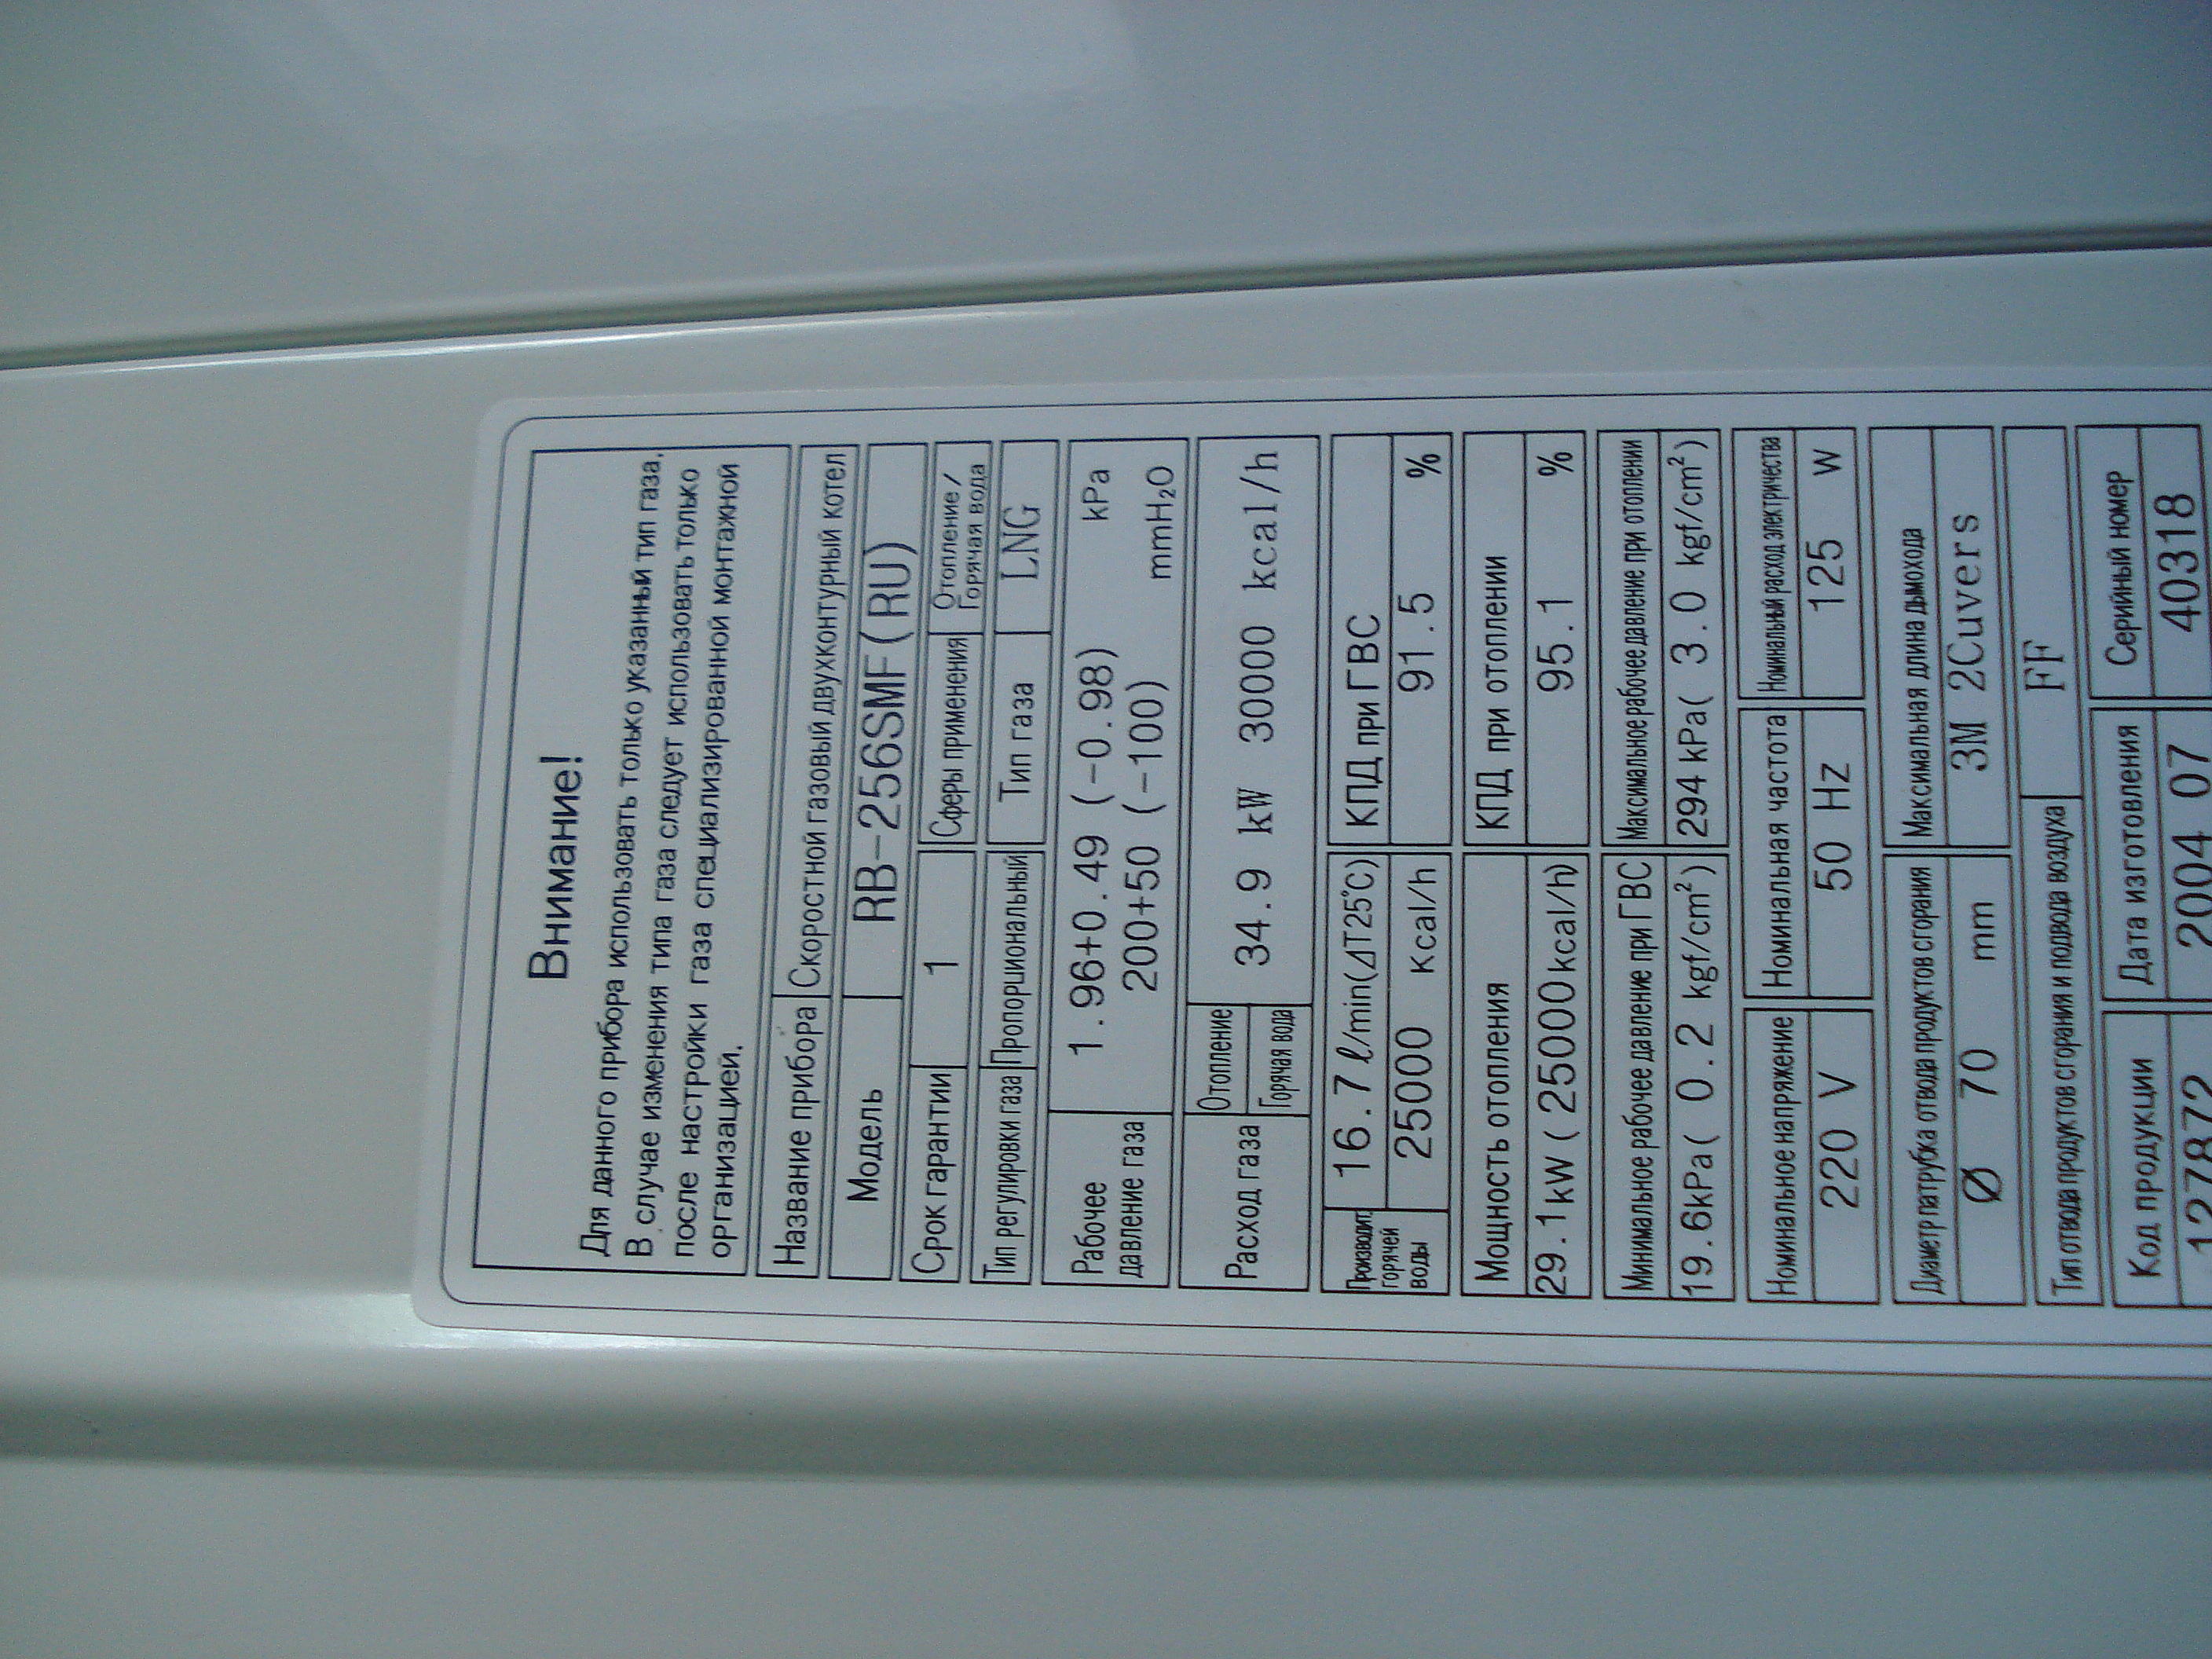 Внимание!
Для данного прибора использовать только указанный тип газа.
В случае изменения типа газа следует использовать только
после настройки газа специализированной монтажной
организацией.
Название прибора Скоростной газовый двухконтурный котел
Модель RB-256SMF(RU)
Срок гарантии 1 Сферы применения Отопление /
Горячая вода
Тип регулировки газа Пропорциональный Тип газа LNG
Рабочее 1.96+0.49 (-0.98) kPa
давление газа 200+50 (-100) mmH₂O
Расход газа Отопление
Горячая вода 34.9 kW 30000 kcal/h
Производит. 16.7 ℓ/min(ΔT25℃) КПД при ГВС
горячей
воды 25000 Kcal/h 91.5 %
Мощность отопления КПД при отоплении
29.1kW (25000kcal/h) 95.1 %
Минимальное рабочее давление при ГВС Максимальное рабочее давление при отоплении
19.6kPa( 0.2 kgf/cm²) 294 kPa( 3.0 kgf/cm²)
Номинальное напряжение Номинальная частота Номинальный расход электричества
220 V 50 Hz 125 W
Диаметр патрубка отвода продуктов сгорания Максимальная длина дымохода
Ø 70 mm 3M 2Cuvers
Тип отвода продуктов сгорания и подвода воздуха FF
Код продукции Дата изготовления Серийный номер
127872 2004 07 40318